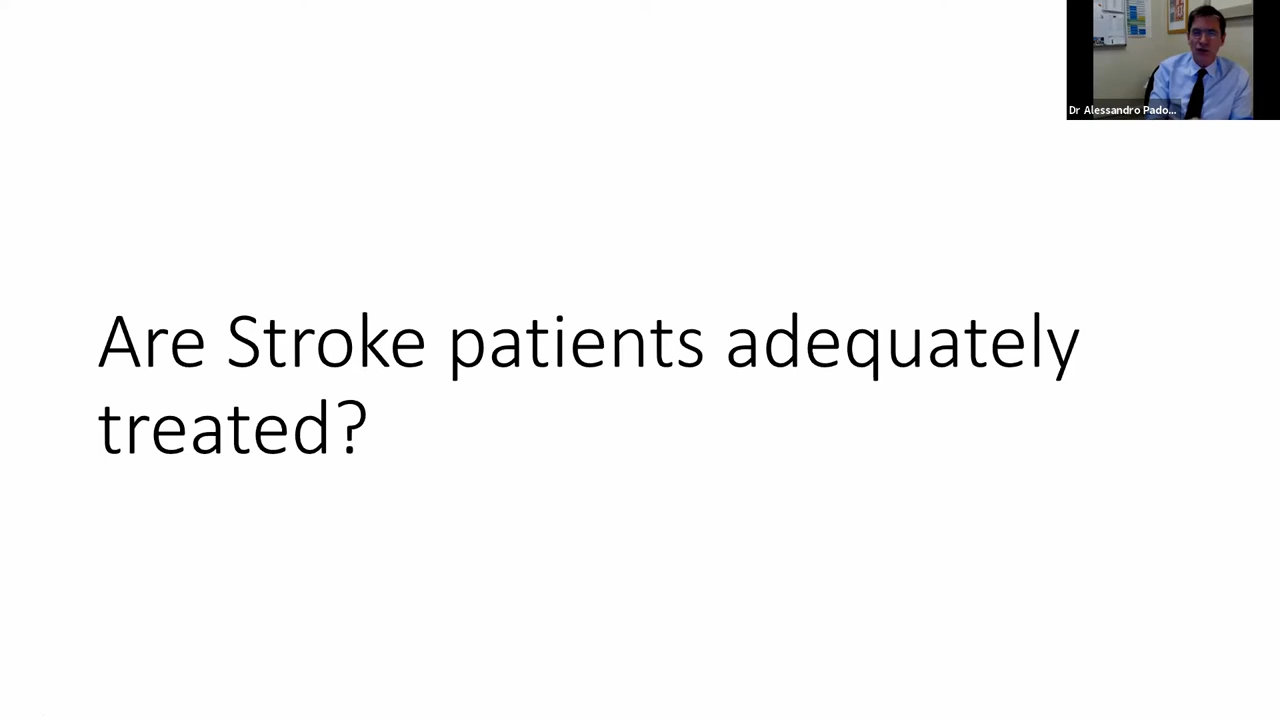 Dr Alessandro Pado...
Are Stroke patients adequately
treated?